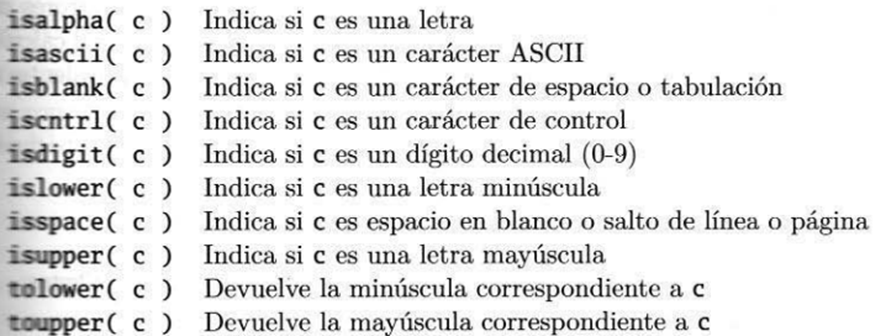 isalpha( c ) Indica si c es una letra
isascii( c ) Indica si c es un carácter ASCII
isblank( c ) Indica si c es un carácter de espacio o tabulación
iscntrl( c ) Indica si c es un carácter de control
isdigit( c ) Indica si c es un dígito decimal (0-9)
islower( c ) Indica si c es una letra minúscula
isspace( c ) Indica si c es espacio en blanco o salto de línea o página
isupper( c ) Indica si c es una letra mayúscula
tolower( c ) Devuelve la minúscula correspondiente a c
toupper( c ) Devuelve la mayúscula correspondiente a c